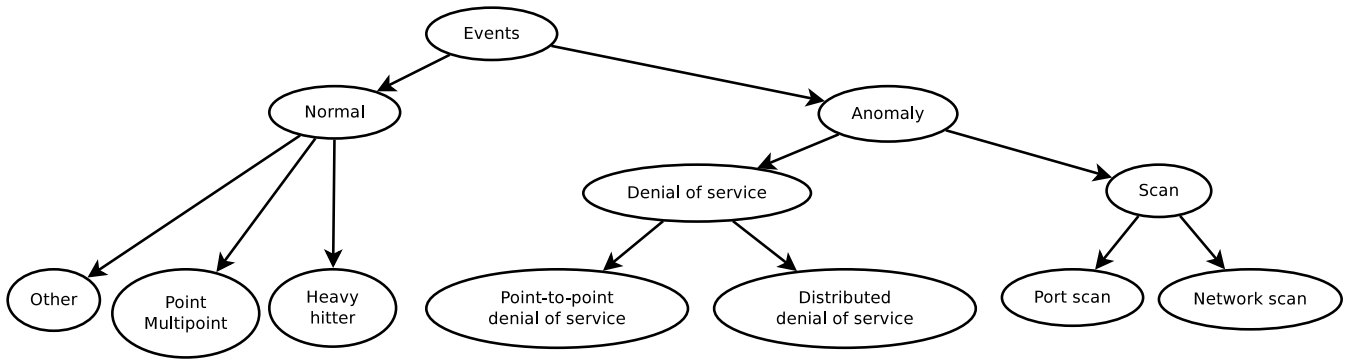 Events
Normal
Anomaly
Denial of service
Scan
Other
Point
Multipoint
Heavy
hitter
Point-to-point
denial of service
Distributed
denial of service
Port scan
Network scan